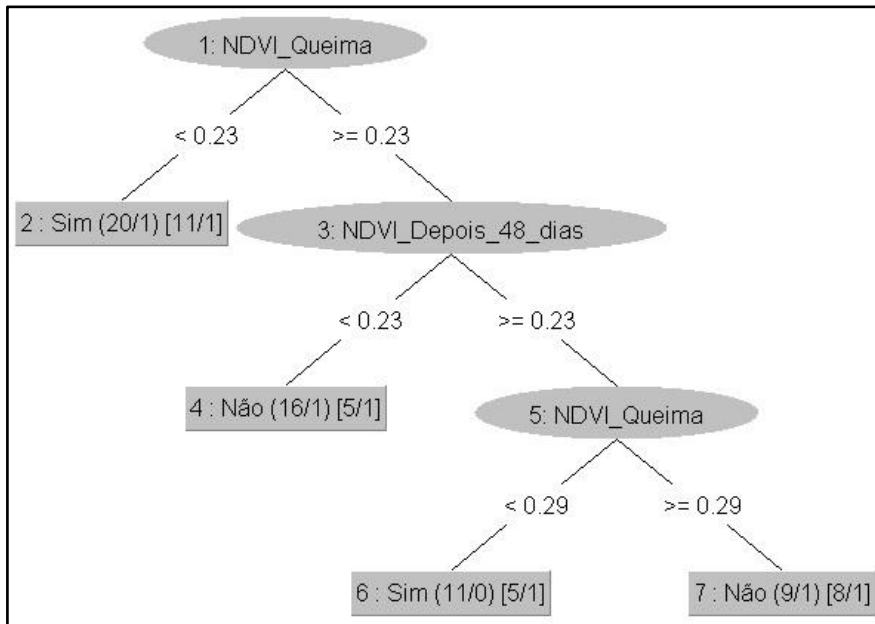 1: NDVI_Queima
< 0.23
>= 0.23
2 : Sim (20/1) [11/1]
3: NDVI_Depois_48_dias
< 0.23
>= 0.23
4 : Não (16/1) [5/1]
5: NDVI_Queima
< 0.29
>= 0.29
6 : Sim (11/0) [5/1]
7 : Não (9/1) [8/1]